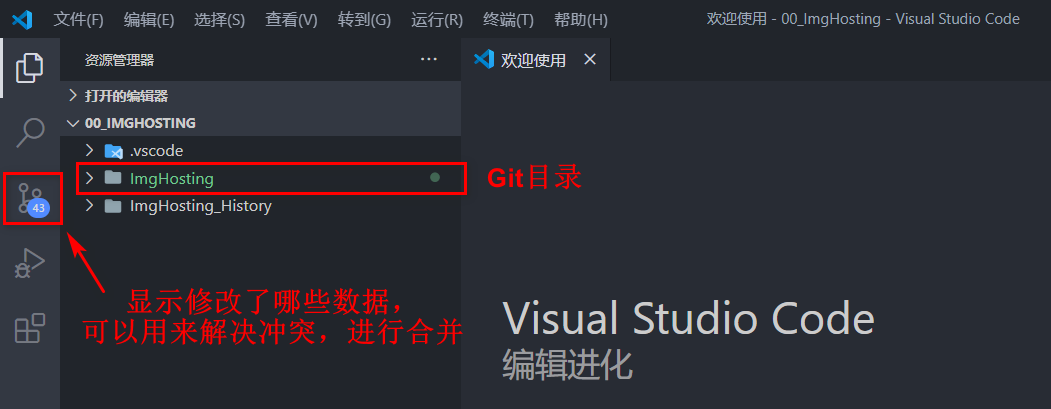 文件(F) 编辑(E) 选择(S) 查看(V) 转到(G) 运行(R) 终端(T) 帮助(H) 欢迎使用 - 00_ImgHosting - Visual Studio Code
资源管理器 ···
欢迎使用 ×
打开的编辑器
00_IMGHOSTING
.vscode
ImgHosting
Git目录
ImgHosting_History
43
显示修改了哪些数据，
可以用来解决冲突，进行合并
Visual Studio Code
编辑进化